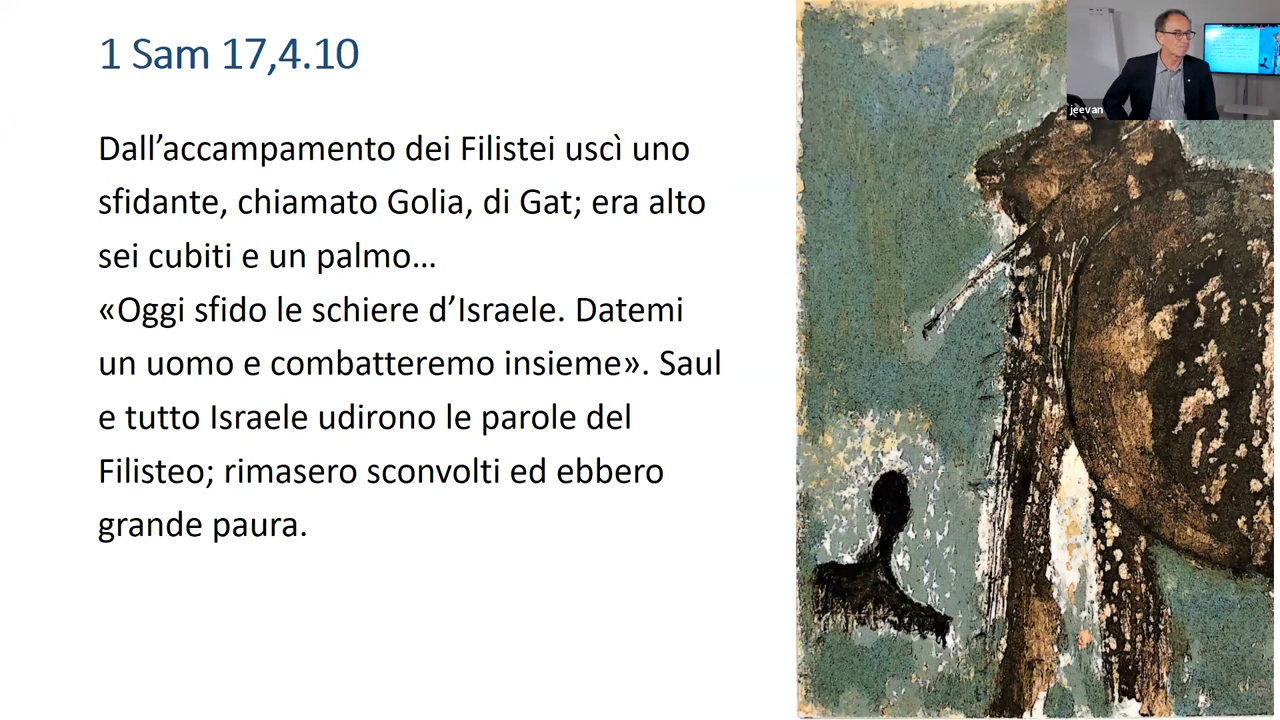 1 Sam 17,4.10
jeevan
Dall’accampamento dei Filistei uscì uno
sfidante, chiamato Golia, di Gat; era alto
sei cubiti e un palmo…
«Oggi sfido le schiere d’Israele. Datemi
un uomo e combatteremo insieme». Saul
e tutto Israele udirono le parole del
Filisteo; rimasero sconvolti ed ebbero
grande paura.